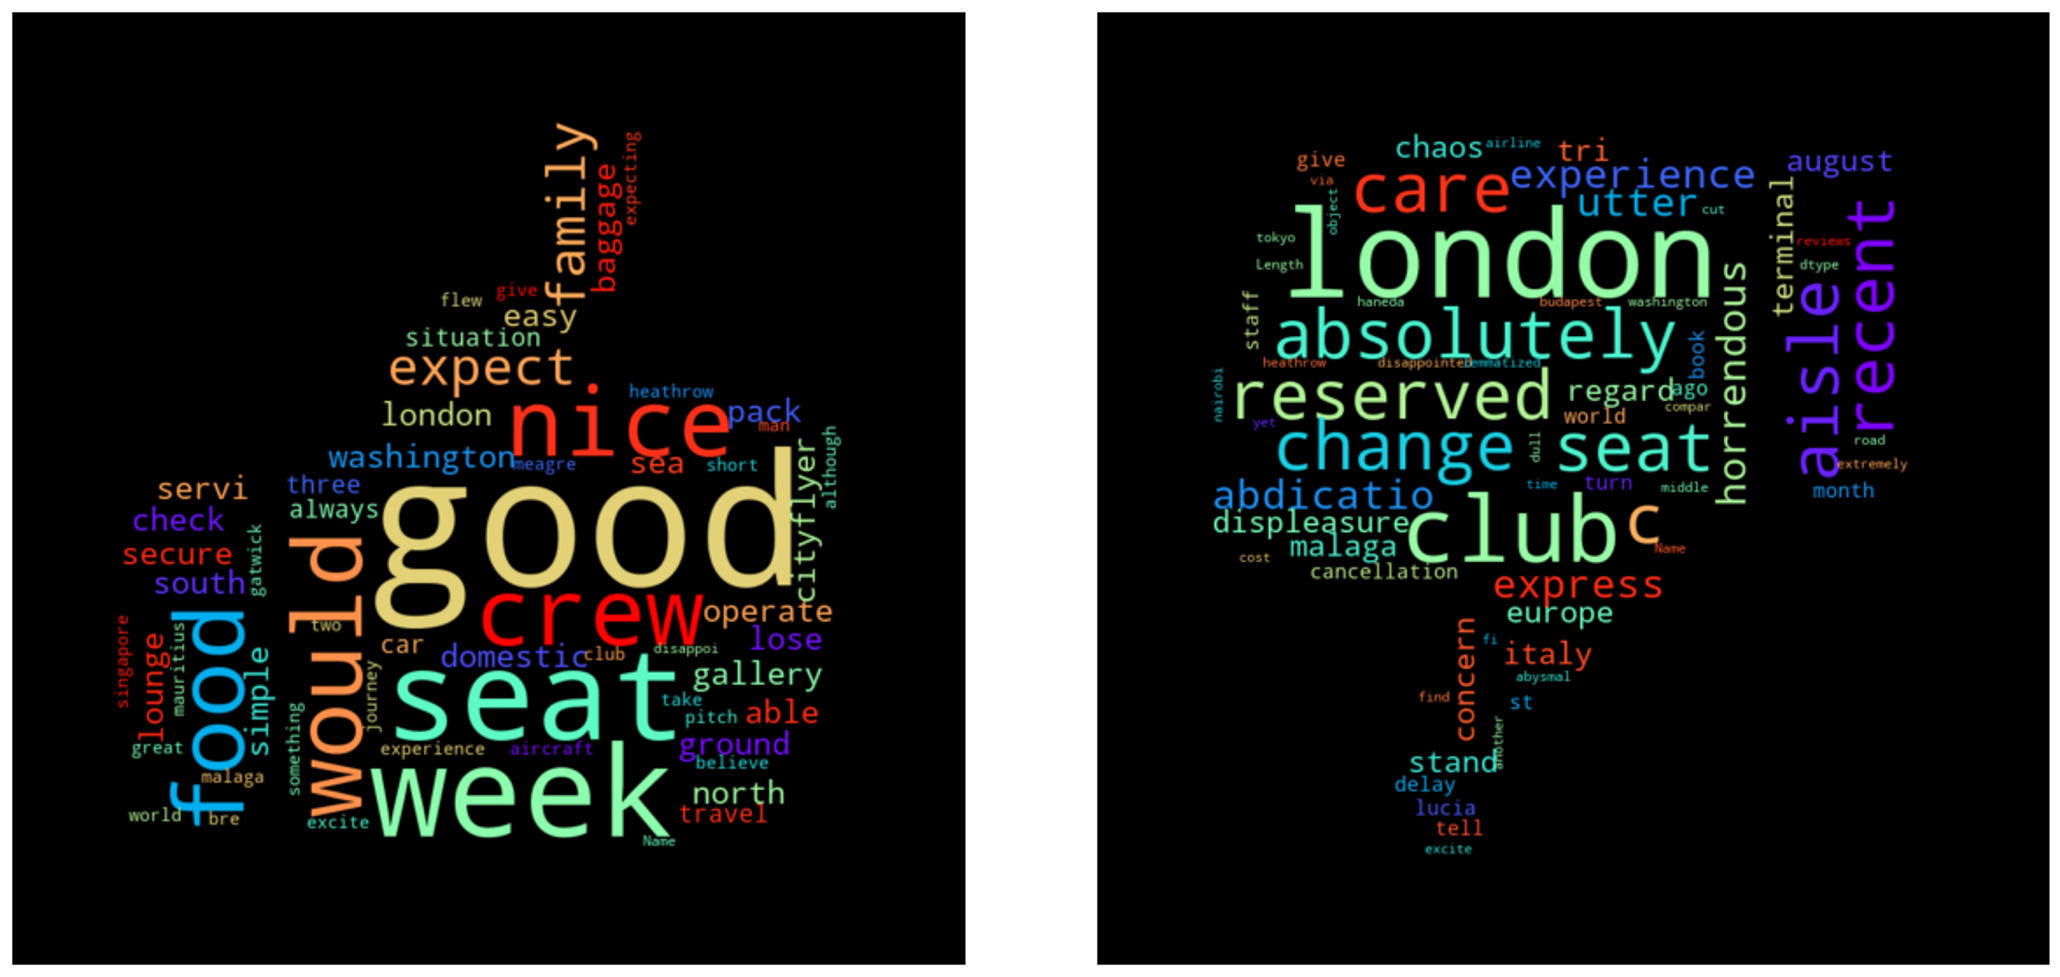 family
baggage
expecting
give
flew
easy
situation
expect
nice
heathrow
london
pack
man
washington
meagre
sea
short
although
cityflyer
good
servi
three
check
always
secure
gatwick
south
would
two
crew
operate
food
car
lose
domestic
club
disappoi
singapore
lounge
mauritius
simple
journey
seat
gallery
take
pitch
able
something
great
experience
aircraft
ground
believe
malaga
week
north
world
bre
excite
travel
Name
chaos
airline
tri
give
via
care
experience
august
object
utter
cut
terminal
recent
tokyo
london
reviews
Length
dtype
haneda
budapest
washington
horrendous
aisle
staff
absolutely
book
heathrow
disappointed
lemmatized
nairobi
reserved
regard
ago
compar
world
yet
change
dull
seat
road
extremely
time
turn
middle
month
abdicatio
displeasure
club
c
malaga
Name
cost
cancellation
express
europe
concern
fi
italy
abysmal
find
st
another
stand
delay
lucia
tell
excite